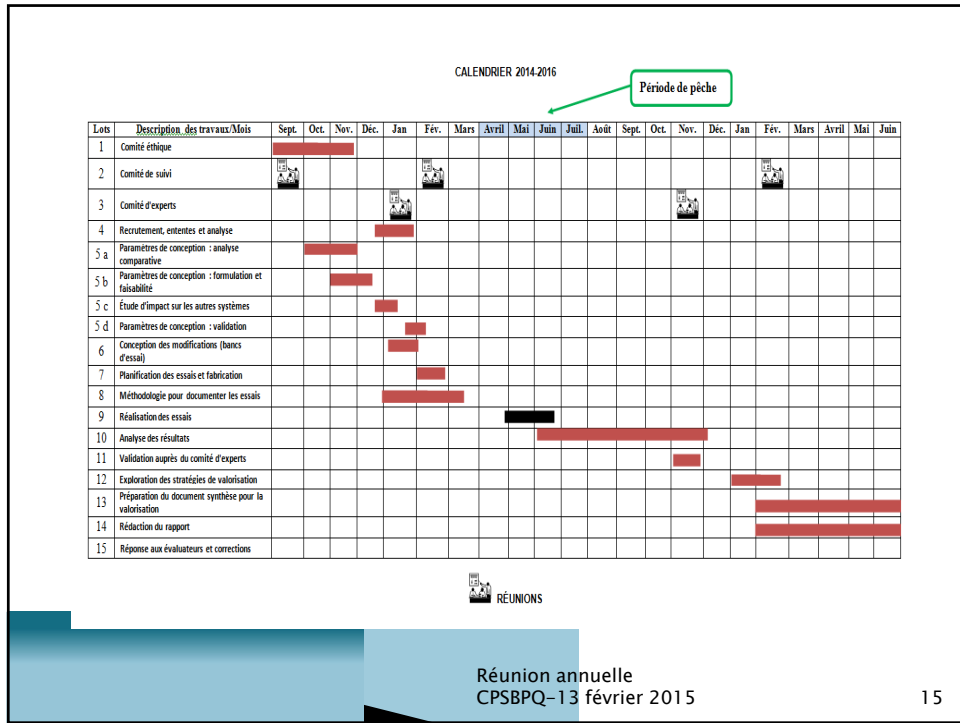 CALENDRIER 2014-2016
Période de pêche
Lots Description des travaux/Mois Sept. Oct. Nov. Déc. Jan Fév. Mars Avril Mai Juin Juil. Août Sept. Oct. Nov. Déc. Jan Fév. Mars Avril Mai Juin
1 Comité éthique
2 Comité de suivi
3 Comité d'experts
4 Recrutement, ententes et analyse
5 a Paramètres de conception : analyse
comparative
5 b Paramètres de conception : formulation et
faisabilité
5 c Étude d'impact sur les autres systèmes
5 d Paramètres de conception : validation
6 Conception des modifications (bancs
d'essai)
7 Planification des essais et fabrication
8 Méthodologie pour documenter les essais
9 Réalisation des essais
10 Analyse des résultats
11 Validation auprès du comité d'experts
12 Exploration des stratégies de valorisation
13 Préparation du document synthèse pour la
valorisation
14 Rédaction du rapport
15 Réponse aux évaluateurs et corrections
RÉUNIONS
Réunion annuelle
CPSBPQ-13 février 2015
15